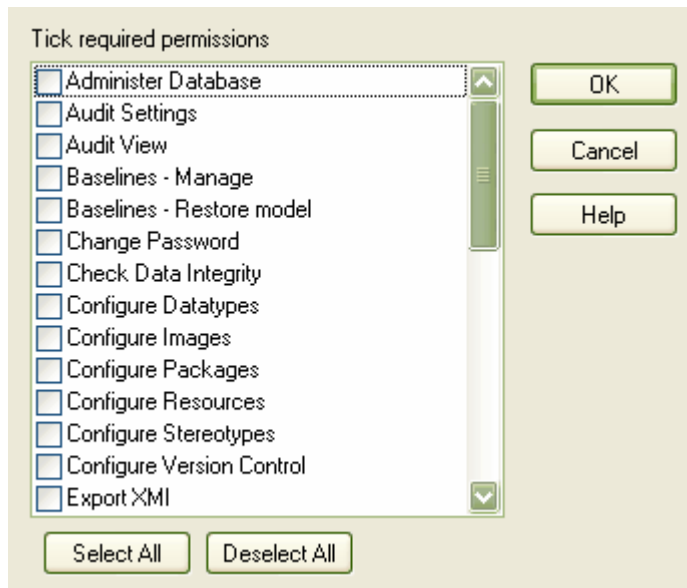 Tick required permissions
Administer Database
Audit Settings
Audit View
Baselines - Manage
Baselines - Restore model
Change Password
Check Data Integrity
Configure Datatypes
Configure Images
Configure Packages
Configure Resources
Configure Stereotypes
Configure Version Control
Export XMI
OK
Cancel
Help
Select All
Deselect All